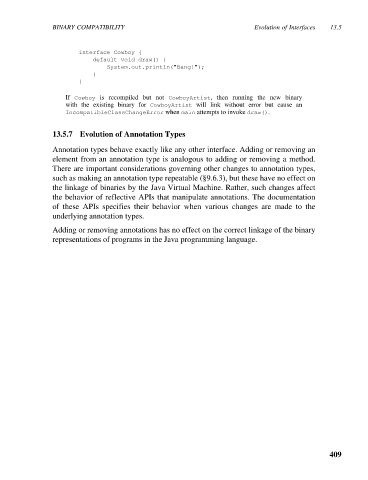 BINARY COMPATIBILITY Evolution of Interfaces 13.5
interface Cowboy {
default void draw() {
System.out.println("Bang!");
}
}
If Cowboy is recompiled but not CowboyArtist, then running the new binary
with the existing binary for CowboyArtist will link without error but cause an
IncompatibleClassChangeError when main attempts to invoke draw().
13.5.7 Evolution of Annotation Types
Annotation types behave exactly like any other interface. Adding or removing an
element from an annotation type is analogous to adding or removing a method.
There are important considerations governing other changes to annotation types,
such as making an annotation type repeatable (§9.6.3), but these have no effect on
the linkage of binaries by the Java Virtual Machine. Rather, such changes affect
the behavior of reflective APIs that manipulate annotations. The documentation
of these APIs specifies their behavior when various changes are made to the
underlying annotation types.
Adding or removing annotations has no effect on the correct linkage of the binary
representations of programs in the Java programming language.
409